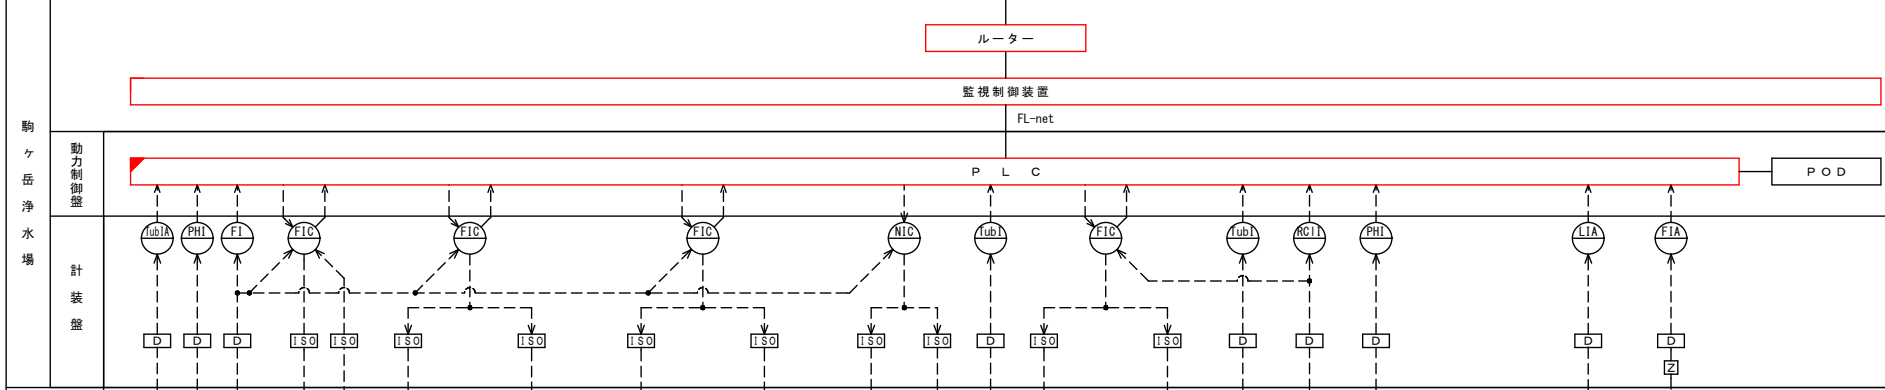 ルーター
監視制御装置
FL-net
駒ヶ岳浄水場
動力制御盤
P L C
P O D
TubIA PHI FI FIC FIC FIC NIC TubI FIC TubI RClI PHI LIA FIA
計装盤
D D D ISO ISO ISO ISO ISO ISO ISO ISO D ISO ISO D D D D D
Z